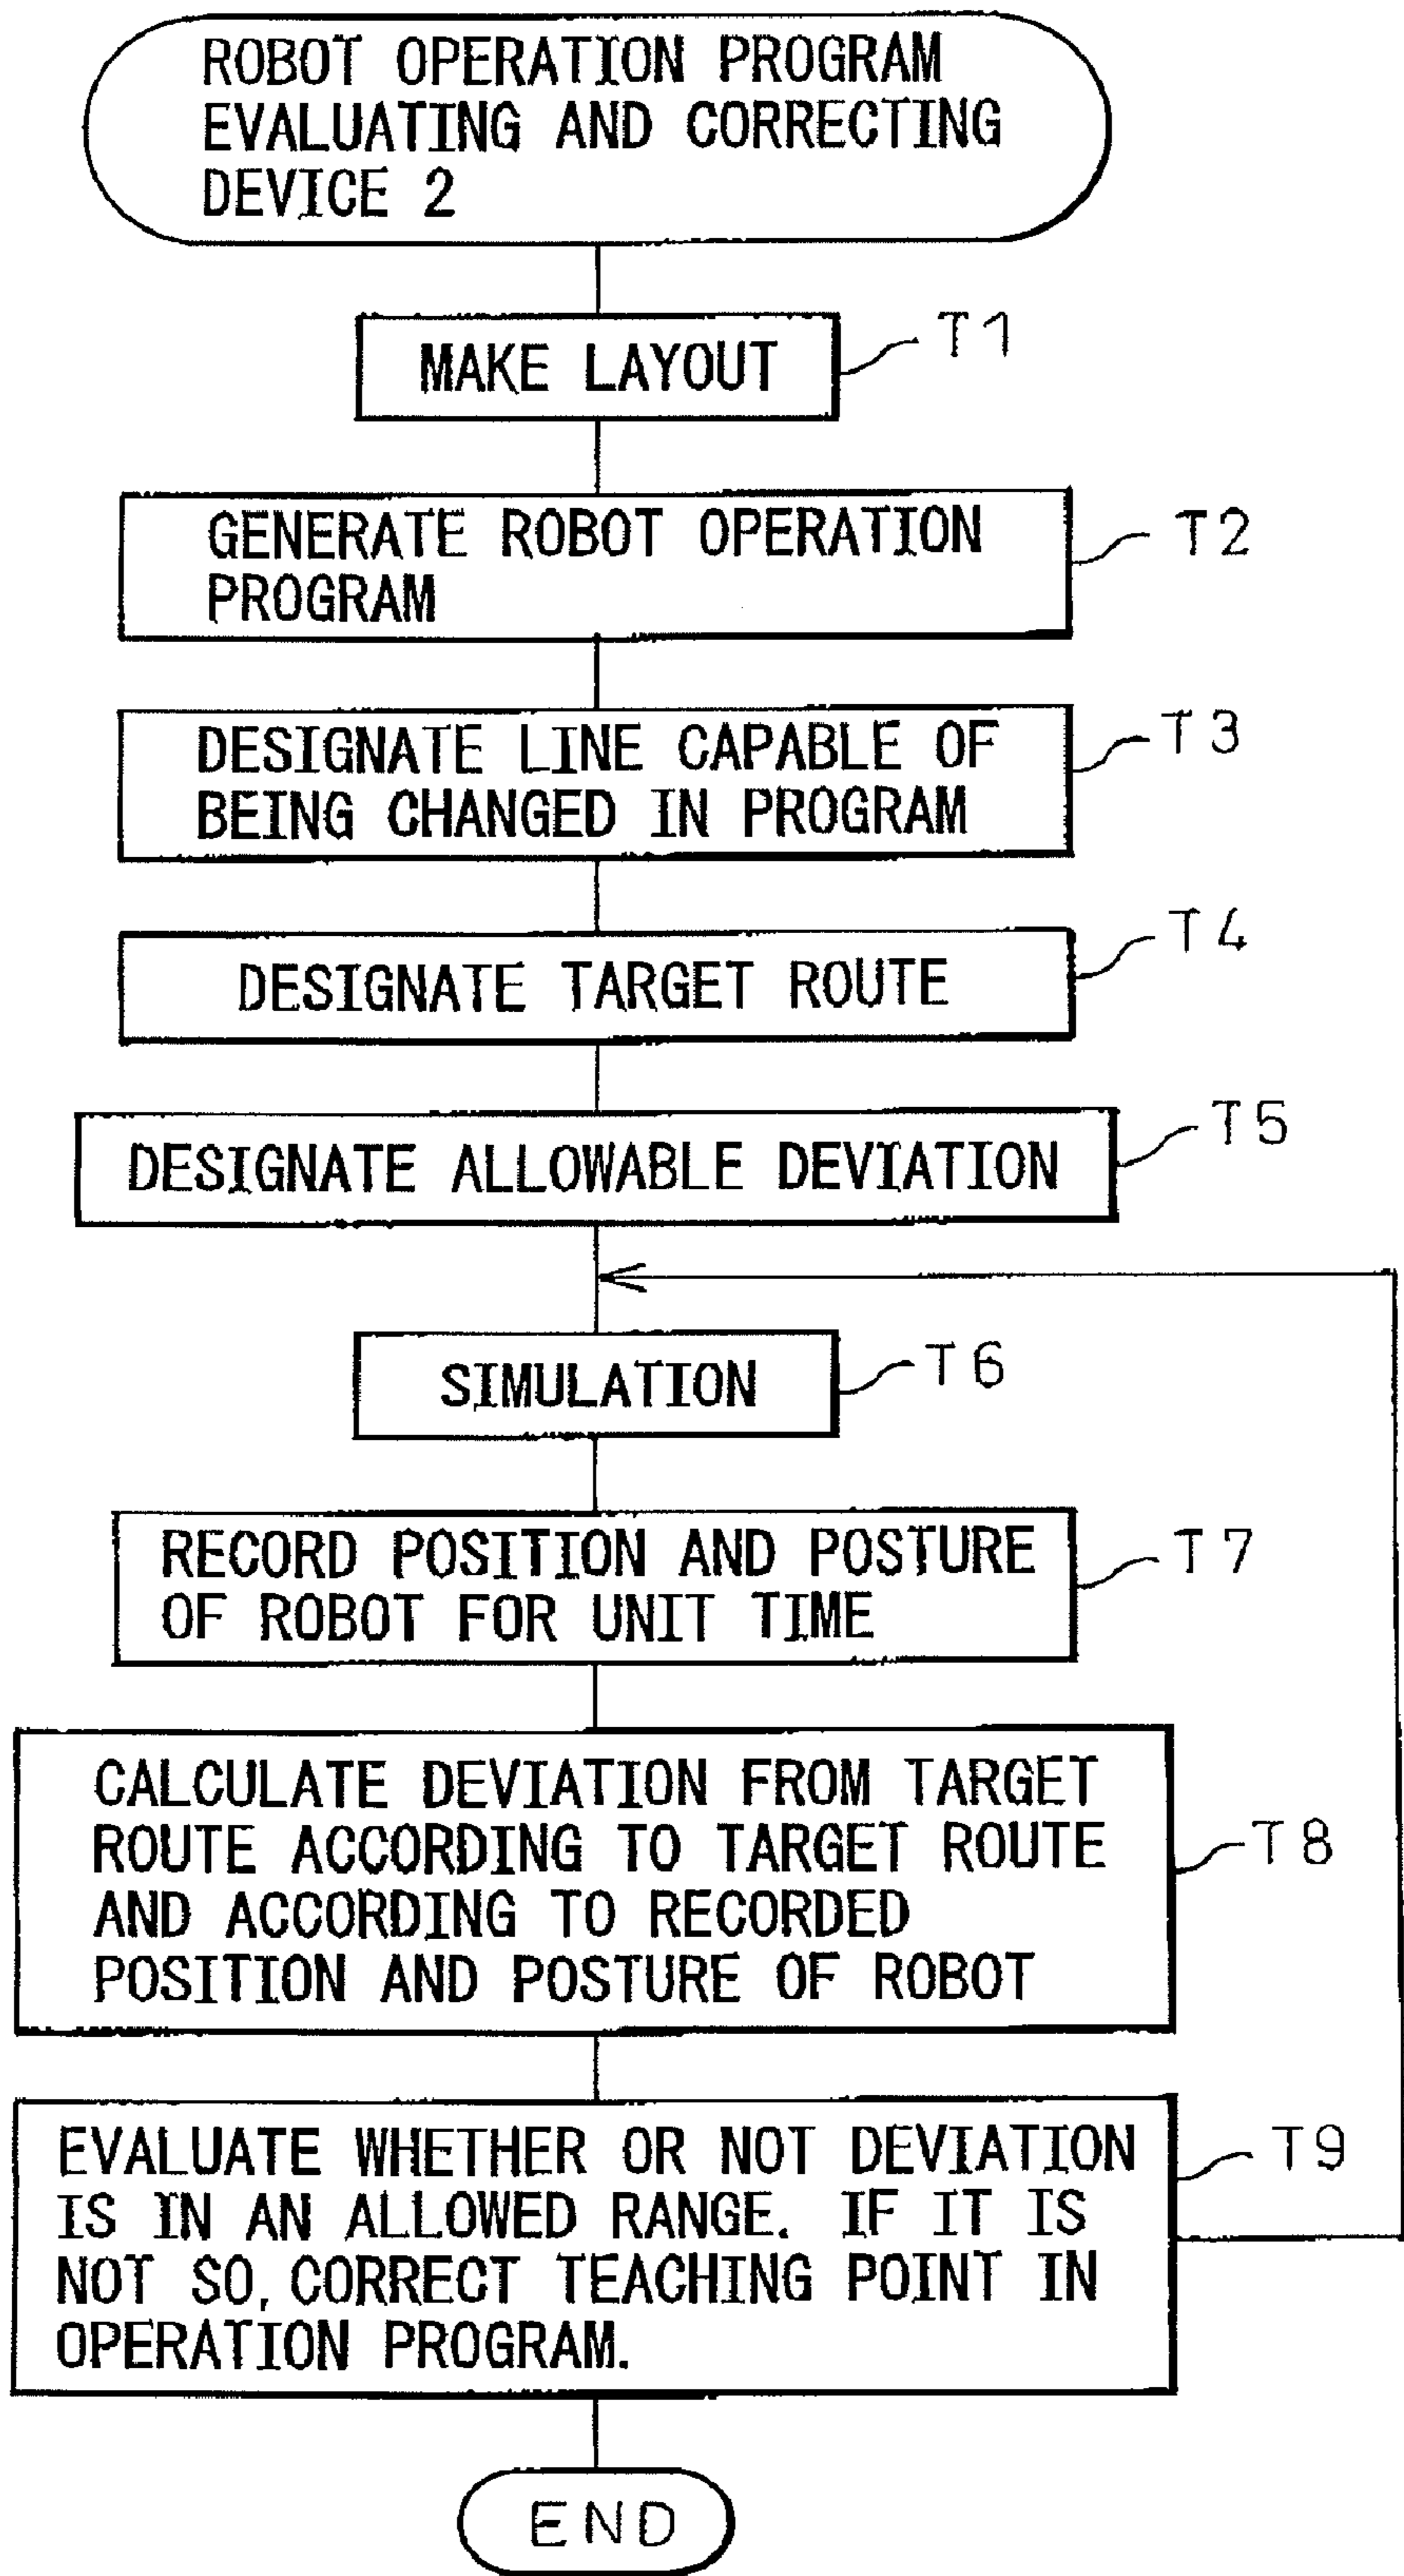 ROBOT OPERATION PROGRAM
EVALUATING AND CORRECTING
DEVICE 2
MAKE LAYOUT
T1
GENERATE ROBOT OPERATION
PROGRAM
T2
DESIGNATE LINE CAPABLE OF
BEING CHANGED IN PROGRAM
T3
DESIGNATE TARGET ROUTE
T4
DESIGNATE ALLOWABLE DEVIATION
T5
SIMULATION
T6
RECORD POSITION AND POSTURE
OF ROBOT FOR UNIT TIME
T7
CALCULATE DEVIATION FROM TARGET
ROUTE ACCORDING TO TARGET ROUTE
AND ACCORDING TO RECORDED
POSITION AND POSTURE OF ROBOT
T8
EVALUATE WHETHER OR NOT DEVIATION
IS IN AN ALLOWED RANGE. IF IT IS
NOT SO, CORRECT TEACHING POINT IN
OPERATION PROGRAM.
T9
END